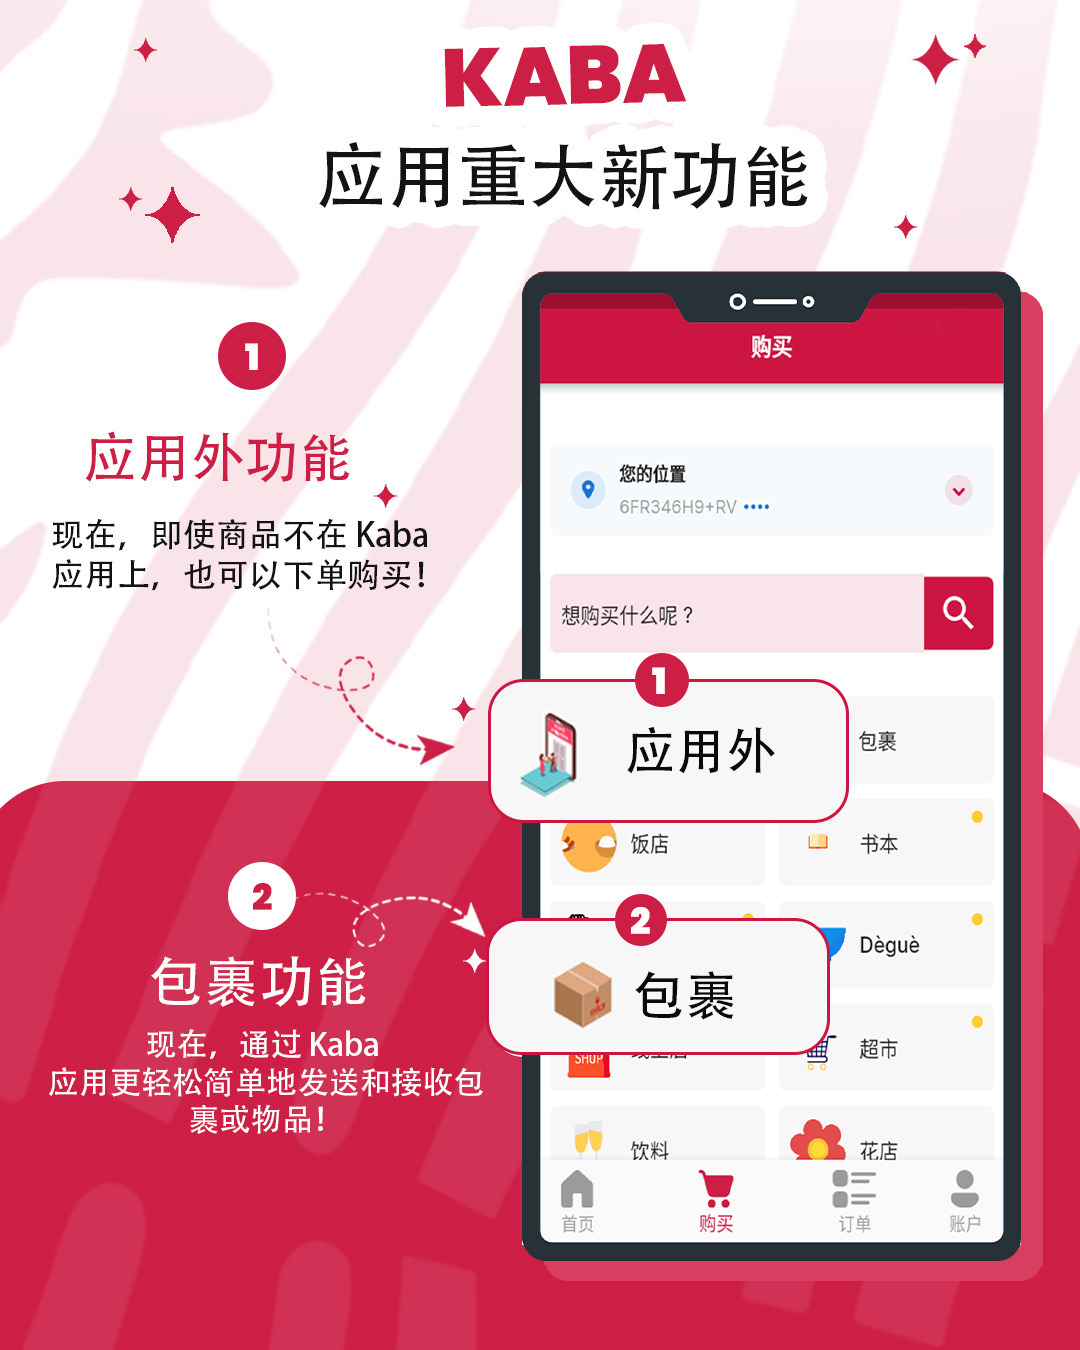 KABA
应用重大新功能
1
应用外功能
现在，即使商品不在 Kaba
应用上，也可以下单购买！
2
包裹功能
现在，通过 Kaba
应用更轻松简单地发送和接收包
裹或物品！
购买
您的位置
6FR346H9+RV
想购买什么呢？
1
应用外
包裹
饭店
书本
2
包裹
Dèguè
SHOP
超市
饮料
花店
首页
购买
订单
账户